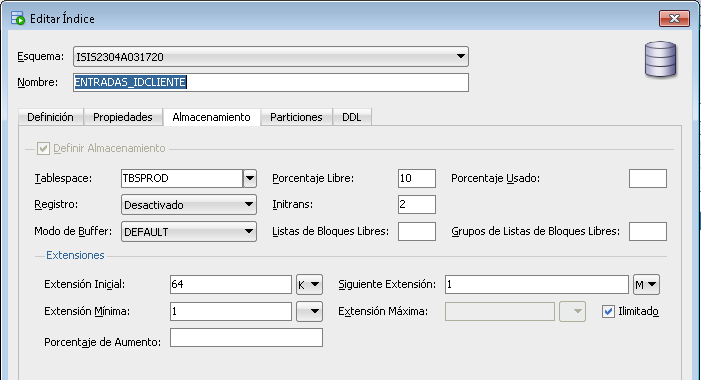 Editar Índice
Esquema: ISIS2304A031720
Nombre: ENTRADAS_IDCLIENTE
Definición Propiedades Almacenamiento Particiones DDL
Definir Almacenamiento
Tablespace: TBSPROD Porcentaje Libre: 10 Porcentaje Usado:
Registro: Desactivado Initrans: 2
Modo de Buffer: DEFAULT Listas de Bloques Libres: Grupos de Listas de Bloques Libres:
Extensiones
Extensión Inicial: 64 K Siguiente Extensión: 1 M
Extensión Mínima: 1 Extensión Máxima: Ilimitado
Porcentaje de Aumento: